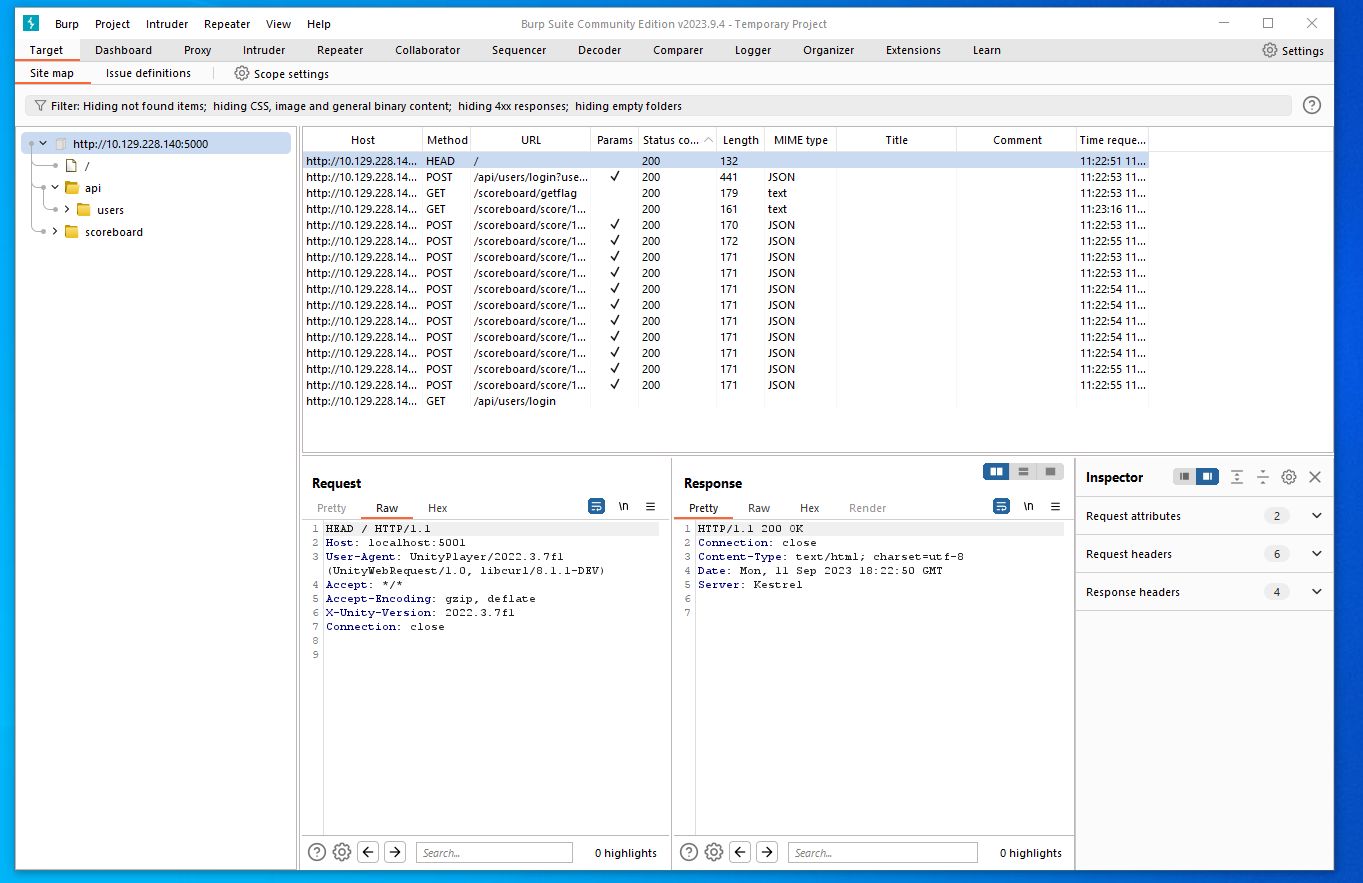 Burp Project Intruder Repeater View Help Burp Suite Community Edition v2023.9.4 - Temporary Project
Target Dashboard Proxy Intruder Repeater Collaborator Sequencer Decoder Comparer Logger Organizer Extensions Learn Settings
Site map Issue definitions Scope settings
Filter: Hiding not found items; hiding CSS, image and general binary content; hiding 4xx responses; hiding empty folders
http://10.129.228.140:5000
/
api
users
scoreboard
Host Method URL Params Status co... Length MIME type Title Comment Time reque...
http://10.129.228.14... HEAD / 200 132 11:22:51 11...
http://10.129.228.14... POST /api/users/login?use... ✓ 200 441 JSON 11:22:53 11...
http://10.129.228.14... GET /scoreboard/getflag 200 179 text 11:22:53 11...
http://10.129.228.14... GET /scoreboard/score/1... 200 161 text 11:23:16 11...
http://10.129.228.14... POST /scoreboard/score/1... ✓ 200 170 JSON 11:22:53 11...
http://10.129.228.14... POST /scoreboard/score/1... ✓ 200 172 JSON 11:22:55 11...
http://10.129.228.14... POST /scoreboard/score/1... ✓ 200 171 JSON 11:22:53 11...
http://10.129.228.14... POST /scoreboard/score/1... ✓ 200 171 JSON 11:22:53 11...
http://10.129.228.14... POST /scoreboard/score/1... ✓ 200 171 JSON 11:22:54 11...
http://10.129.228.14... POST /scoreboard/score/1... ✓ 200 171 JSON 11:22:54 11...
http://10.129.228.14... POST /scoreboard/score/1... ✓ 200 171 JSON 11:22:54 11...
http://10.129.228.14... POST /scoreboard/score/1... ✓ 200 171 JSON 11:22:54 11...
http://10.129.228.14... POST /scoreboard/score/1... ✓ 200 171 JSON 11:22:54 11...
http://10.129.228.14... POST /scoreboard/score/1... ✓ 200 171 JSON 11:22:55 11...
http://10.129.228.14... POST /scoreboard/score/1... ✓ 200 171 JSON 11:22:55 11...
http://10.129.228.14... GET /api/users/login
Request
Pretty Raw Hex \n
1 HEAD / HTTP/1.1
2 Host: localhost:5001
3 User-Agent: UnityPlayer/2022.3.7f1
(UnityWebRequest/1.0, libcurl/8.1.1-DEV)
4 Accept: */*
5 Accept-Encoding: gzip, deflate
6 X-Unity-Version: 2022.3.7f1
7 Connection: close
8
9
Search... 0 highlights
Response
Pretty Raw Hex Render \n
1 HTTP/1.1 200 OK
2 Connection: close
3 Content-Type: text/html; charset=utf-8
4 Date: Mon, 11 Sep 2023 18:22:50 GMT
5 Server: Kestrel
6
7
Search... 0 highlights
Inspector
Request attributes 2
Request headers 6
Response headers 4